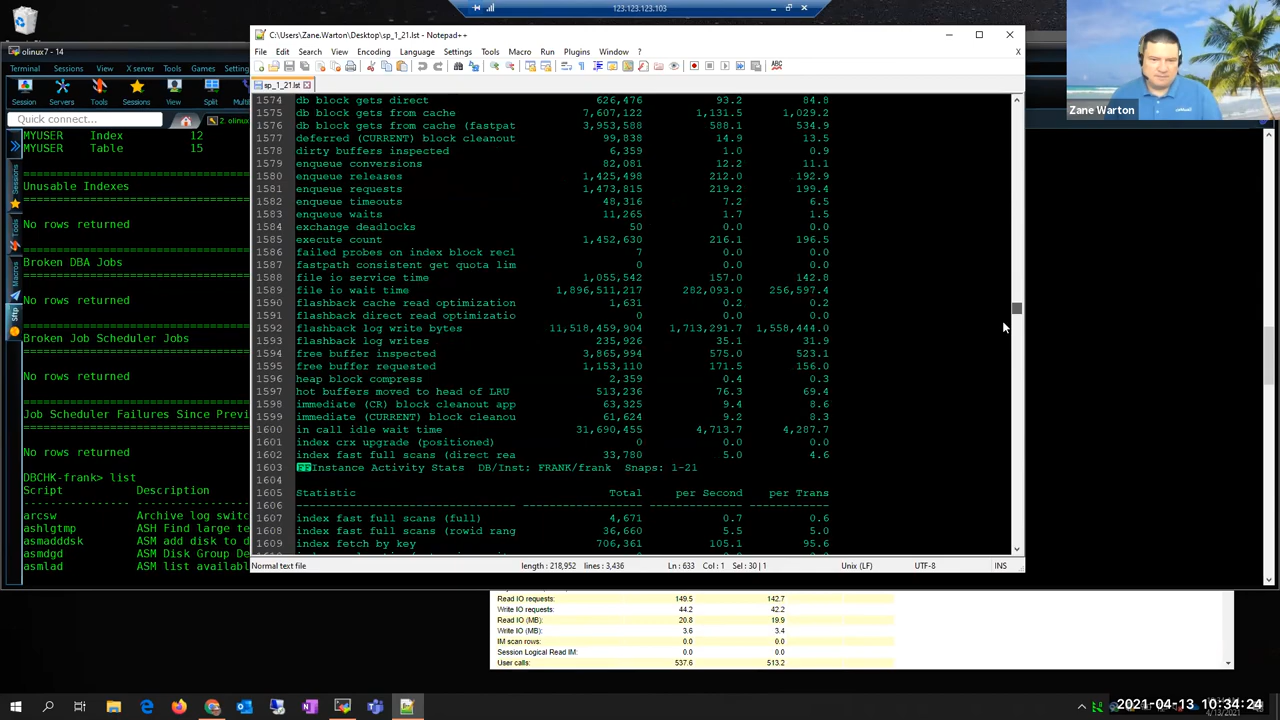 123.123.123.103
C:\Users\Zane.Warton\Desktop\sp_1_21.lst - Notepad++
File Edit Search View Encoding Language Settings Tools Macro Run Plugins Window ?
X
sp_1_21.lst
olinux7 - 14
Terminal Sessions View X server Tools Games Setting
Session Servers Tools Sessions View Split
Quick connect...
2. olinux
Sessions
Tools
Macros
Sftp
MYUSER Index 12
MYUSER Table 15
Unusable Indexes
No rows returned
Broken DBA Jobs
No rows returned
Broken Job Scheduler Jobs
No rows returned
Job Scheduler Failures Since Previ
No rows returned
DBCHK-frank> list
Script Description
arcsw Archive log switc
ashlgtmp ASH Find large te
asmadddsk ASM add disk to d
asmdgd ASM Disk Group De
asmlad ASM list availabl
1574 db block gets direct 626,476 93.2 84.8
1575 db block gets from cache 7,607,122 1,131.5 1,029.2
1576 db block gets from cache (fastpat 3,953,588 588.1 534.9
1577 deferred (CURRENT) block cleanout 99,838 14.9 13.5
1578 dirty buffers inspected 6,359 1.0 0.9
1579 enqueue conversions 82,081 12.2 11.1
1580 enqueue releases 1,425,498 212.0 192.9
1581 enqueue requests 1,473,815 219.2 199.4
1582 enqueue timeouts 48,316 7.2 6.5
1583 enqueue waits 11,265 1.7 1.5
1584 exchange deadlocks 50 0.0 0.0
1585 execute count 1,452,630 216.1 196.5
1586 failed probes on index block recl 7 0.0 0.0
1587 fastpath consistent get quota lim 0 0.0 0.0
1588 file io service time 1,055,542 157.0 142.8
1589 file io wait time 1,896,511,217 282,093.0 256,597.4
1590 flashback cache read optimization 1,631 0.2 0.2
1591 flashback direct read optimizatio 0 0.0 0.0
1592 flashback log write bytes 11,518,459,904 1,713,291.7 1,558,444.0
1593 flashback log writes 235,926 35.1 31.9
1594 free buffer inspected 3,865,994 575.0 523.1
1595 free buffer requested 1,153,110 171.5 156.0
1596 heap block compress 2,359 0.4 0.3
1597 hot buffers moved to head of LRU 513,236 76.3 69.4
1598 immediate (CR) block cleanout app 63,325 9.4 8.6
1599 immediate (CURRENT) block cleanou 61,624 9.2 8.3
1600 in call idle wait time 31,690,455 4,713.7 4,287.7
1601 index crx upgrade (positioned) 0 0.0 0.0
1602 index fast full scans (direct rea 33,780 5.0 4.6
1603 FF Instance Activity Stats DB/Inst: FRANK/frank Snaps: 1-21
1604
1605 Statistic Total per Second per Trans
1606
1607 index fast full scans (full) 4,671 0.7 0.6
1608 index fast full scans (rowid rang 36,660 5.5 5.0
1609 index fetch by key 706,361 105.1 95.6
Normal text file length : 218,952 lines : 3,436 Ln : 633 Col : 1 Sel : 30 | 1 Unix (LF) UTF-8 INS
Read IO requests: 149.5 142.7
Write IO requests: 44.2 42.2
Read IO (MB): 20.8 19.9
Write IO (MB): 3.6 3.4
IM scan rows: 0.0 0.0
Session Logical Read IM: 0.0 0.0
User calls: 537.6 513.2
Zane Warton
2021-04-13 10:34:24